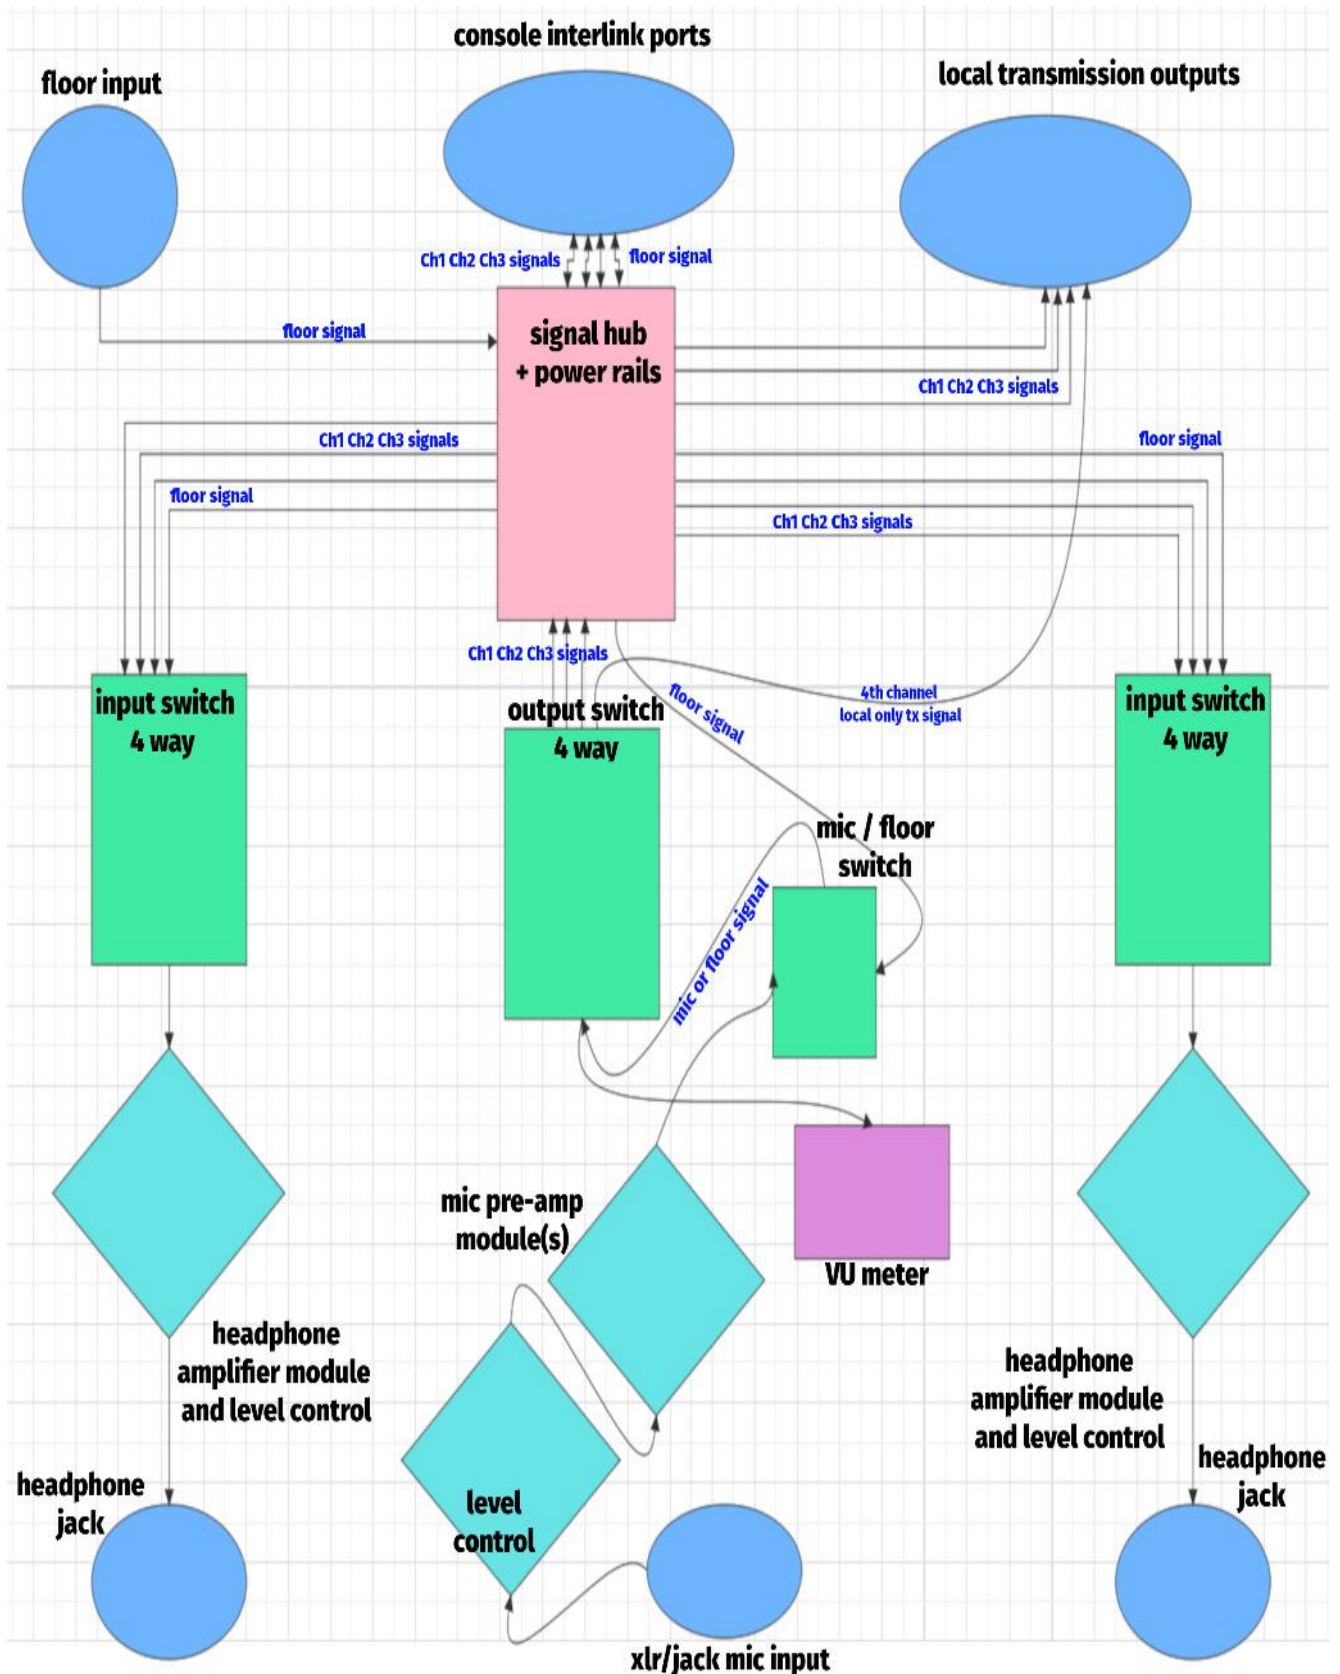 console interlink ports
floor input
local transmission outputs
Ch1 Ch2 Ch3 signals
floor signal
floor signal
signal hub
+ power rails
Ch1 Ch2 Ch3 signals
Ch1 Ch2 Ch3 signals
floor signal
floor signal
Ch1 Ch2 Ch3 signals
Ch1 Ch2 Ch3 signals
input switch
4 way
output switch
4 way
floor signal
4th channel
local only tx signal
input switch
4 way
mic / floor
switch
mic or floor signal
mic pre-amp
module(s)
VU meter
headphone
amplifier module
and level control
headphone
amplifier module
and level control
headphone
jack
level
control
headphone
jack
xlr/jack mic input